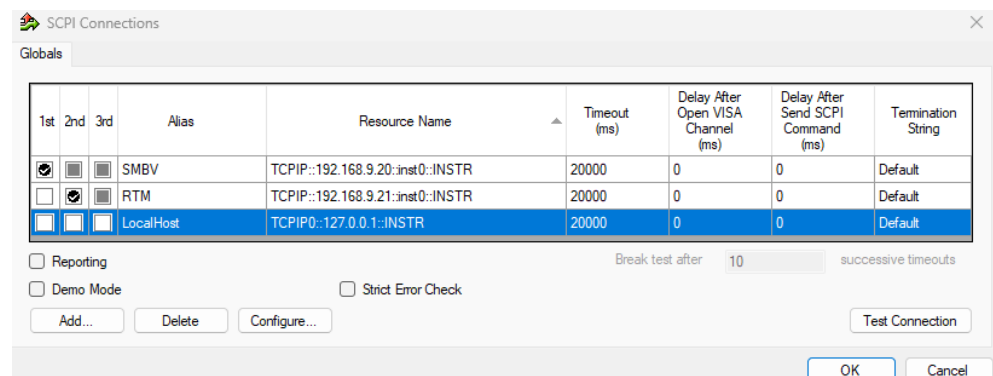 SCPI Connections
Globals
1st 2nd 3rd Alias Resource Name Timeout (ms) Delay After Open VISA Channel (ms) Delay After Send SCPI Command (ms) Termination String
SMBV TCPIP::192.168.9.20::inst0::INSTR 20000 0 0 Default
RTM TCPIP::192.168.9.21::inst0::INSTR 20000 0 0 Default
LocalHost TCPIP0::127.0.0.1::INSTR 20000 0 0 Default
Reporting Break test after 10 successive timeouts
Demo Mode Strict Error Check
Add... Delete Configure... Test Connection
OK Cancel